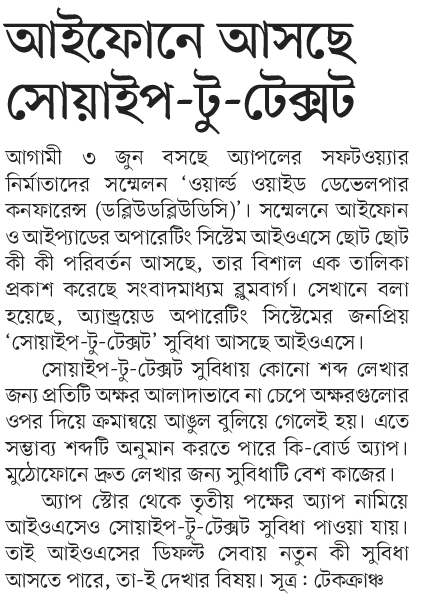 আইফোনে আসছে
সোয়াইপ-টু-টেক্সট
আগামী ৩ জুন বসছে অ্যাপলের সফটওয়্যার
নির্মাতাদের সম্মেলন ‘ওয়ার্ল্ড ওয়াইড ডেভেলপার
কনফারেন্স (ডব্লিউডব্লিউডিসি)’। সম্মেলনে আইফোন
ও আইপ্যাডের অপারেটিং সিস্টেম আইওএসে ছোট ছোট
কী কী পরিবর্তন আসছে, তার বিশাল এক তালিকা
প্রকাশ করেছে সংবাদমাধ্যম ব্লুমবার্গ। সেখানে বলা
হয়েছে, অ্যান্ড্রয়েড অপারেটিং সিস্টেমের জনপ্রিয়
‘সোয়াইপ-টু-টেক্সট’ সুবিধা আসছে আইওএসে।
সোয়াইপ-টু-টেক্সট সুবিধায় কোনো শব্দ লেখার
জন্য প্রতিটি অক্ষর আলাদাভাবে না চেপে অক্ষরগুলোর
ওপর দিয়ে ক্রমান্বয়ে আঙুল বুলিয়ে গেলেই হয়। এতে
সম্ভাব্য শব্দটি অনুমান করতে পারে কি-বোর্ড অ্যাপ।
মুঠোফোনে দ্রুত লেখার জন্য সুবিধাটি বেশ কাজের।
অ্যাপ স্টোর থেকে তৃতীয় পক্ষের অ্যাপ নামিয়ে
আইওএসেও সোয়াইপ-টু-টেক্সট সুবিধা পাওয়া যায়।
তাই আইওএসের ডিফল্ট সেবায় নতুন কী সুবিধা
আসতে পারে, তা-ই দেখার বিষয়। সূত্র : টেকক্রাঞ্চ